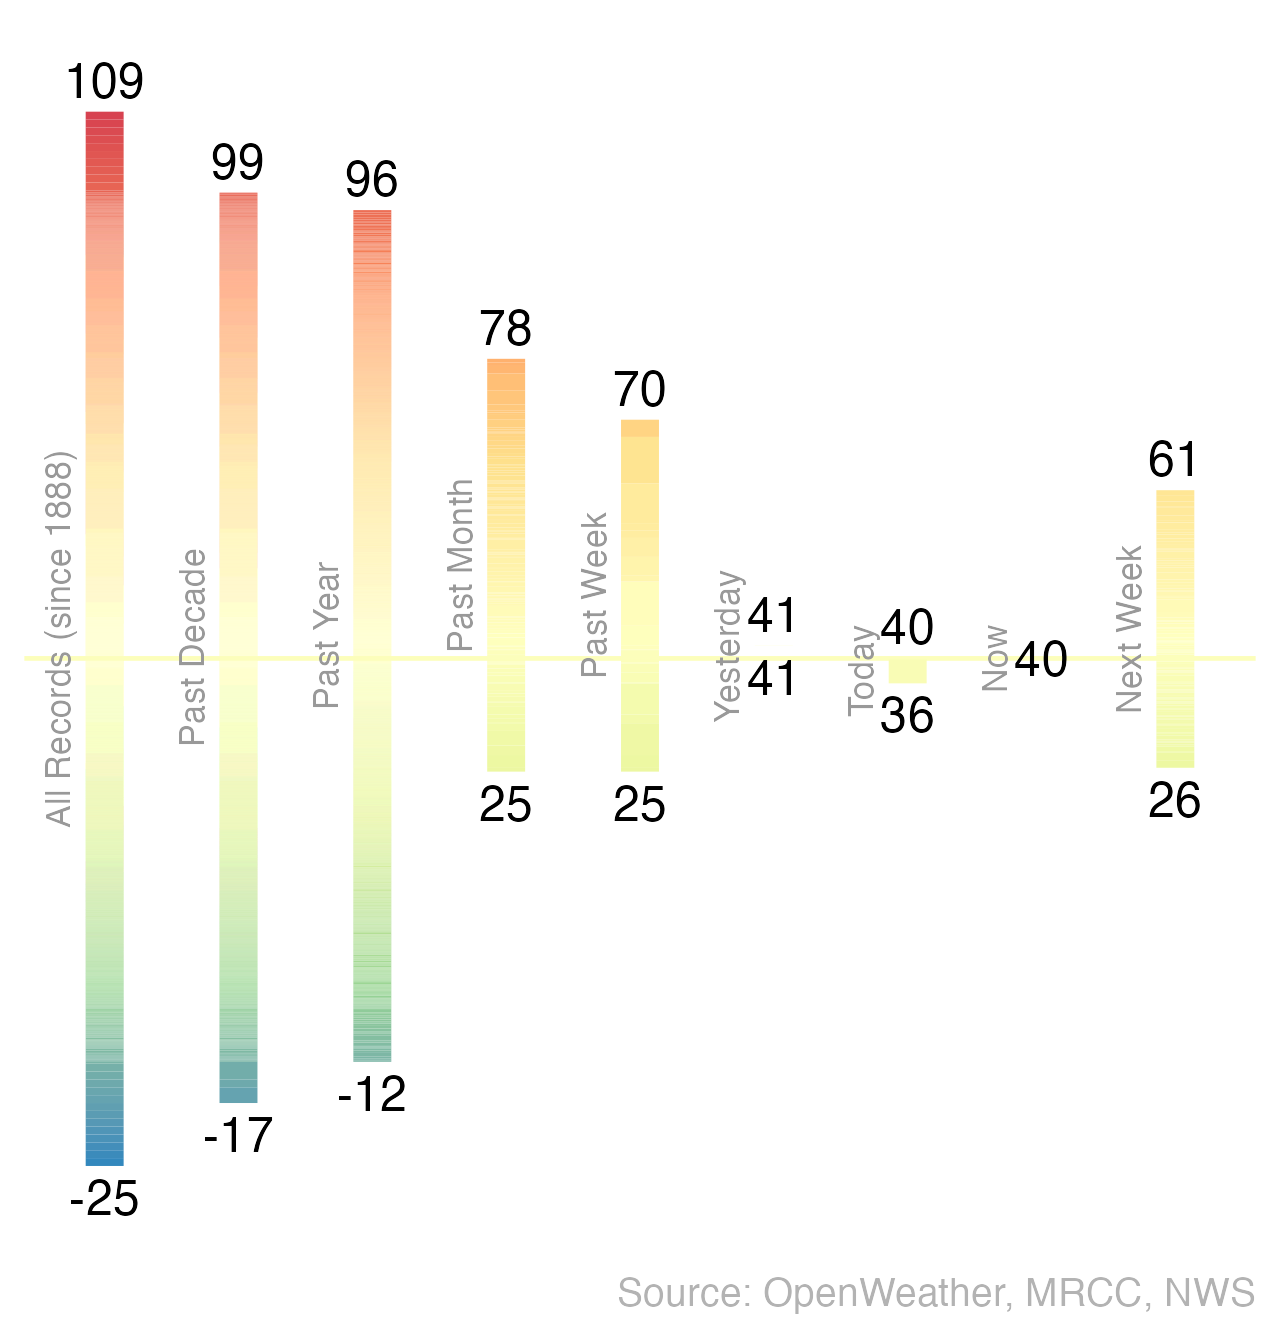 109
All Records (since 1888)
-25
99
Past Decade
-17
96
Past Year
-12
78
Past Month
25
70
Past Week
25
Yesterday
41
41
Today
40
36
Now
40
61
Next Week
26
Source: OpenWeather, MRCC, NWS